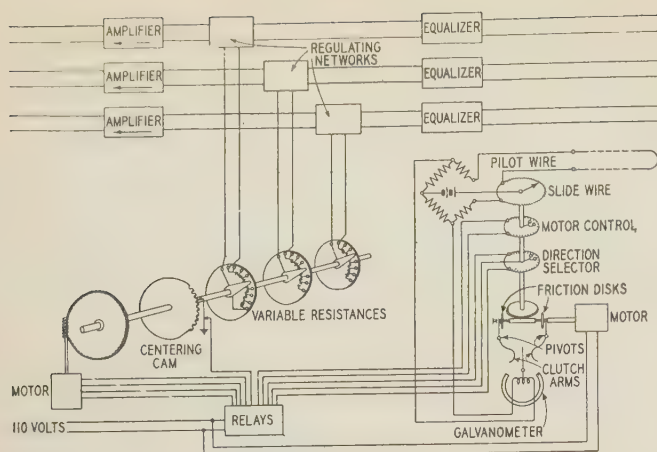 AMPLIFIER
EQUALIZER
REGULATING
NETWORKS
AMPLIFIER
EQUALIZER
AMPLIFIER
EQUALIZER
PILOT WIRE
SLIDE WIRE
MOTOR CONTROL
DIRECTION
SELECTOR
FRICTION DISKS
VARIABLE RESISTANCES
CENTERING
CAM
MOTOR
PIVOTS
CLUTCH
ARMS
MOTOR
RELAYS
110 VOLTS
GALVANOMETER